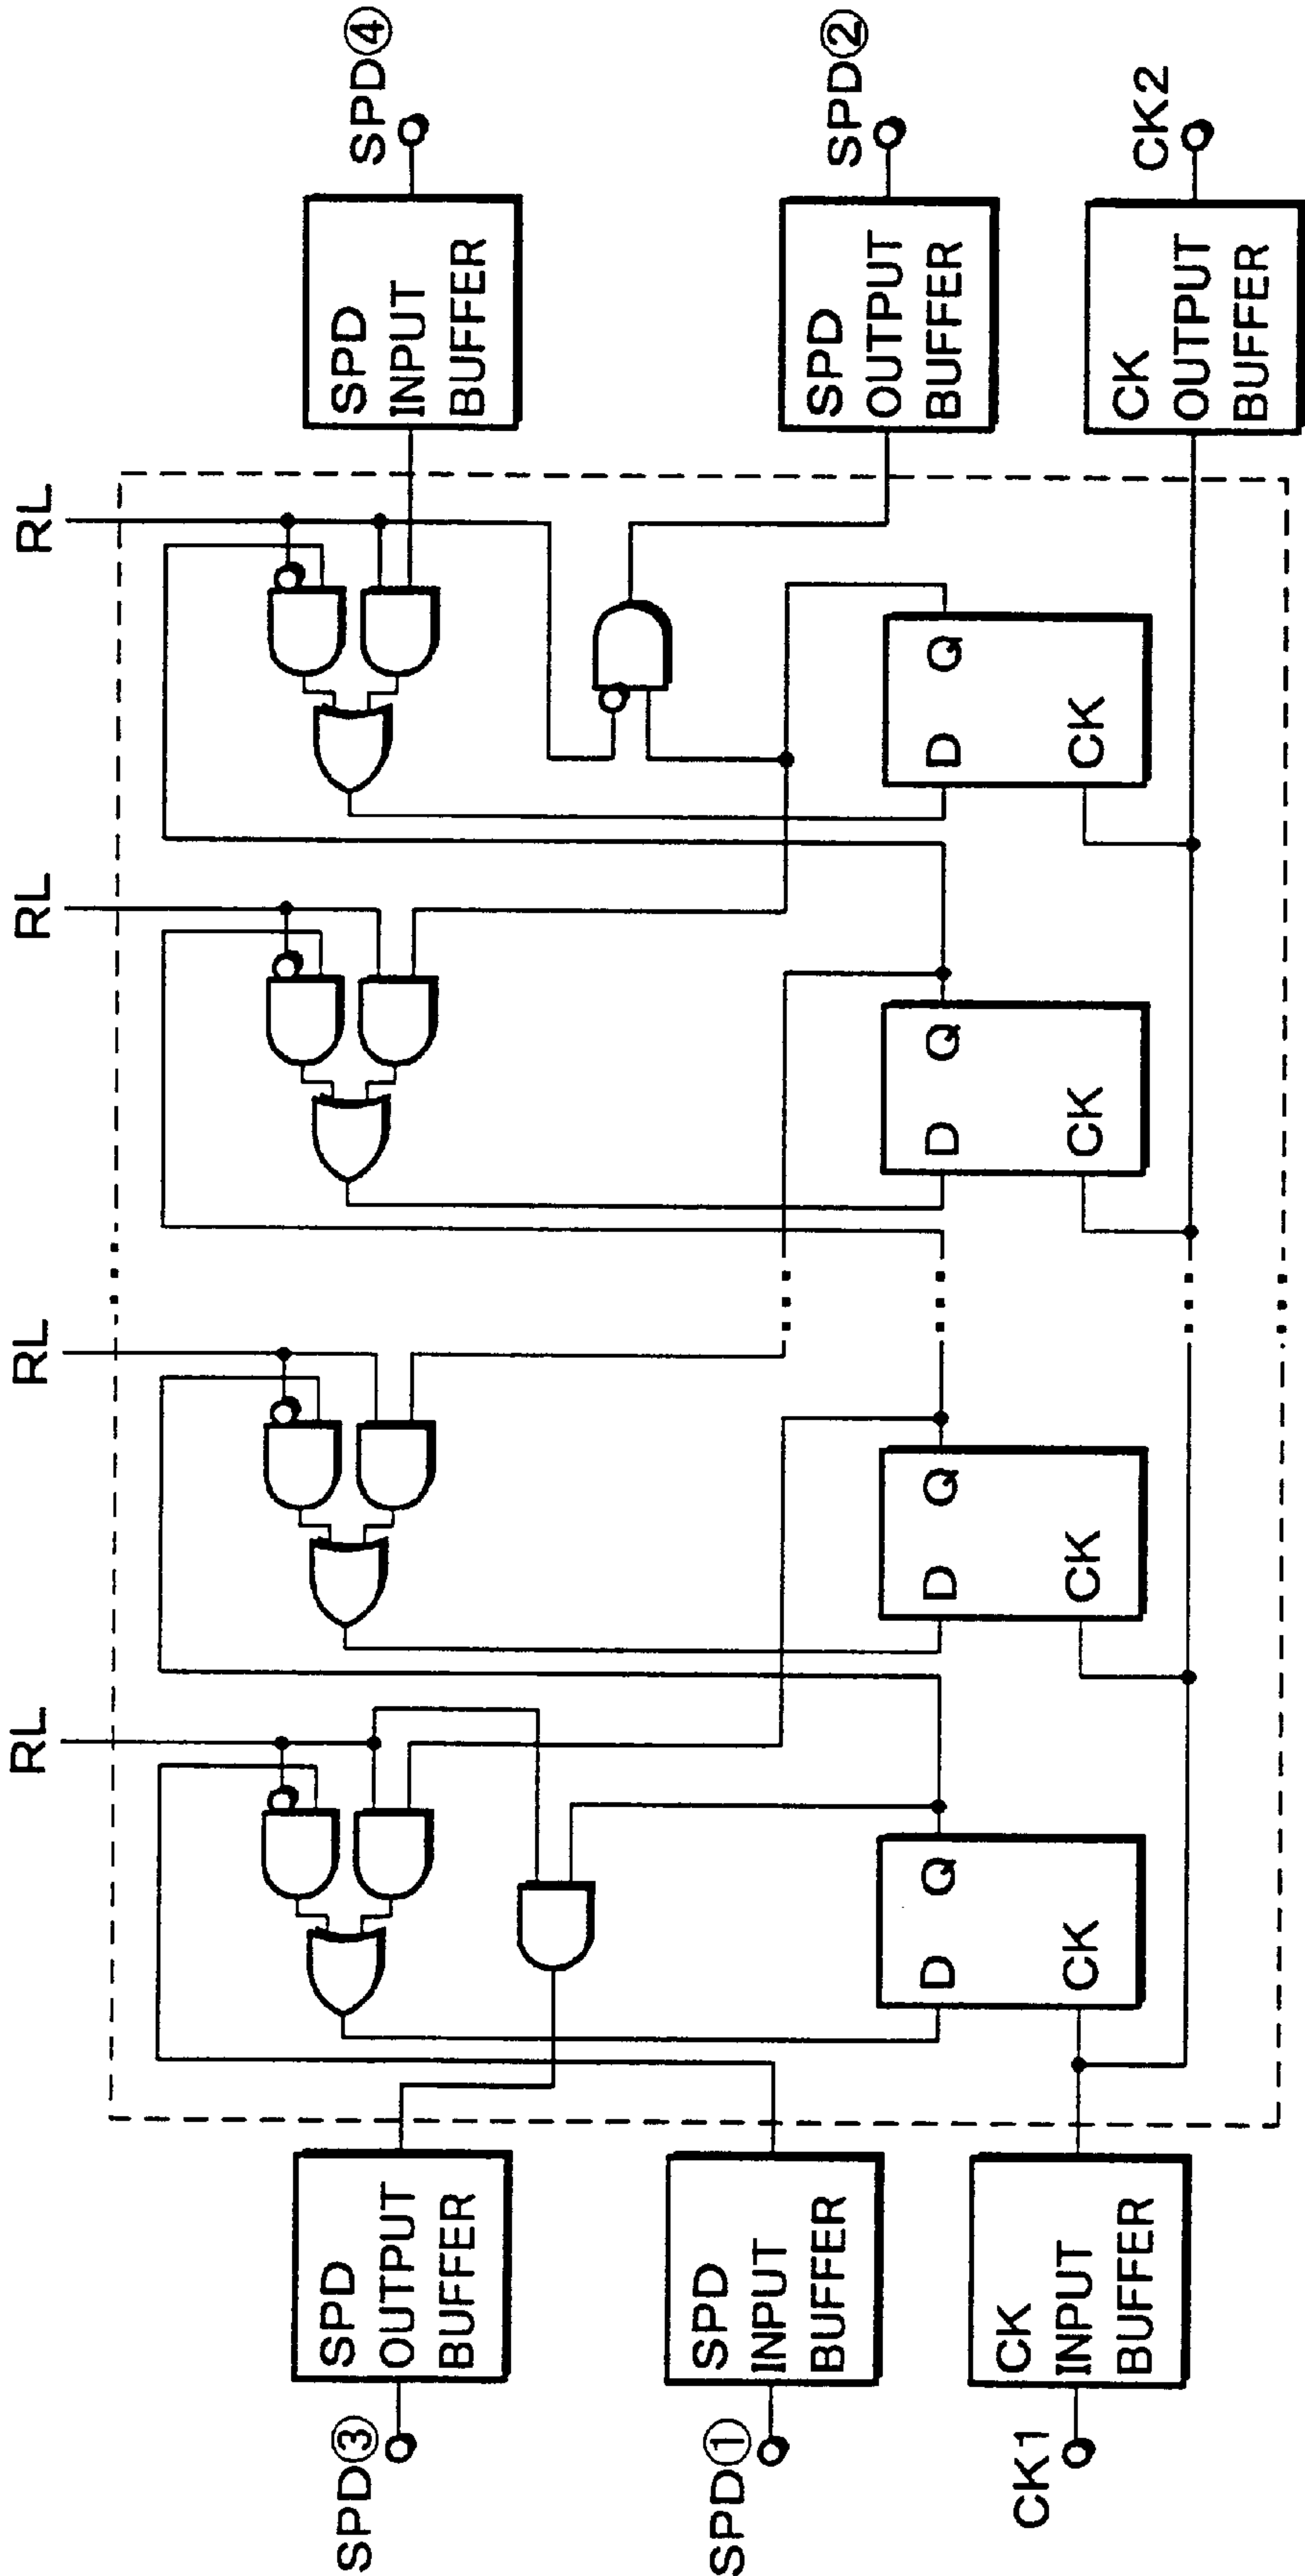 RL
RL
RL
RL
SPD③
SPD
OUTPUT
BUFFER
SPD④
SPD
INPUT
BUFFER
SPD①
SPD
INPUT
BUFFER
SPD②
SPD
OUTPUT
BUFFER
D Q
CK
D Q
CK
D Q
CK
D Q
CK
CK1
CK
INPUT
BUFFER
CK2
CK
OUTPUT
BUFFER